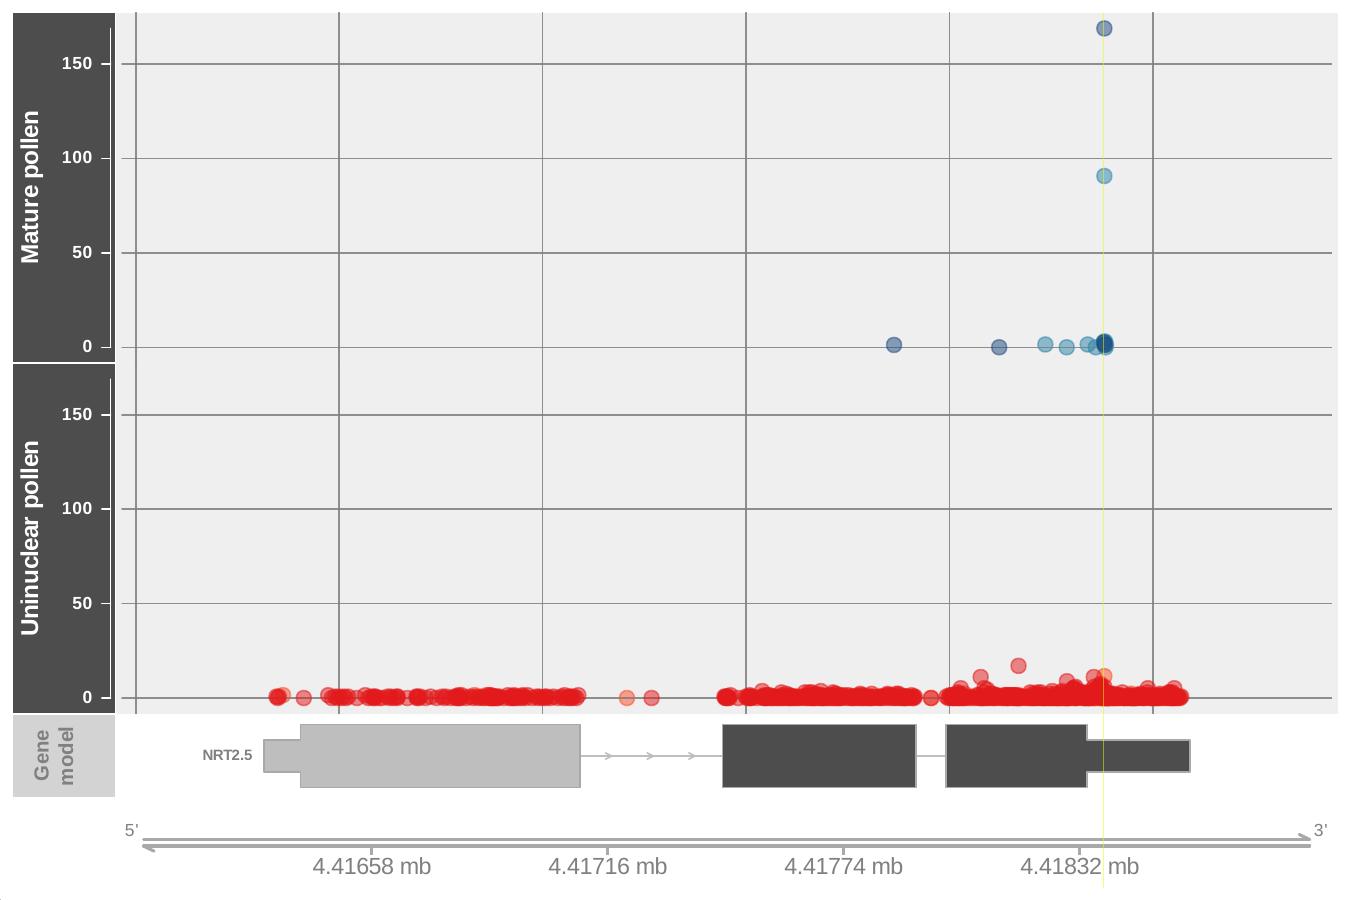 Mature pollen
150
100
50
0
Uninuclear pollen
150
100
50
0
Gene
model
NRT2.5
5'
3'
4.41658 mb
4.41716 mb
4.41774 mb
4.41832 mb